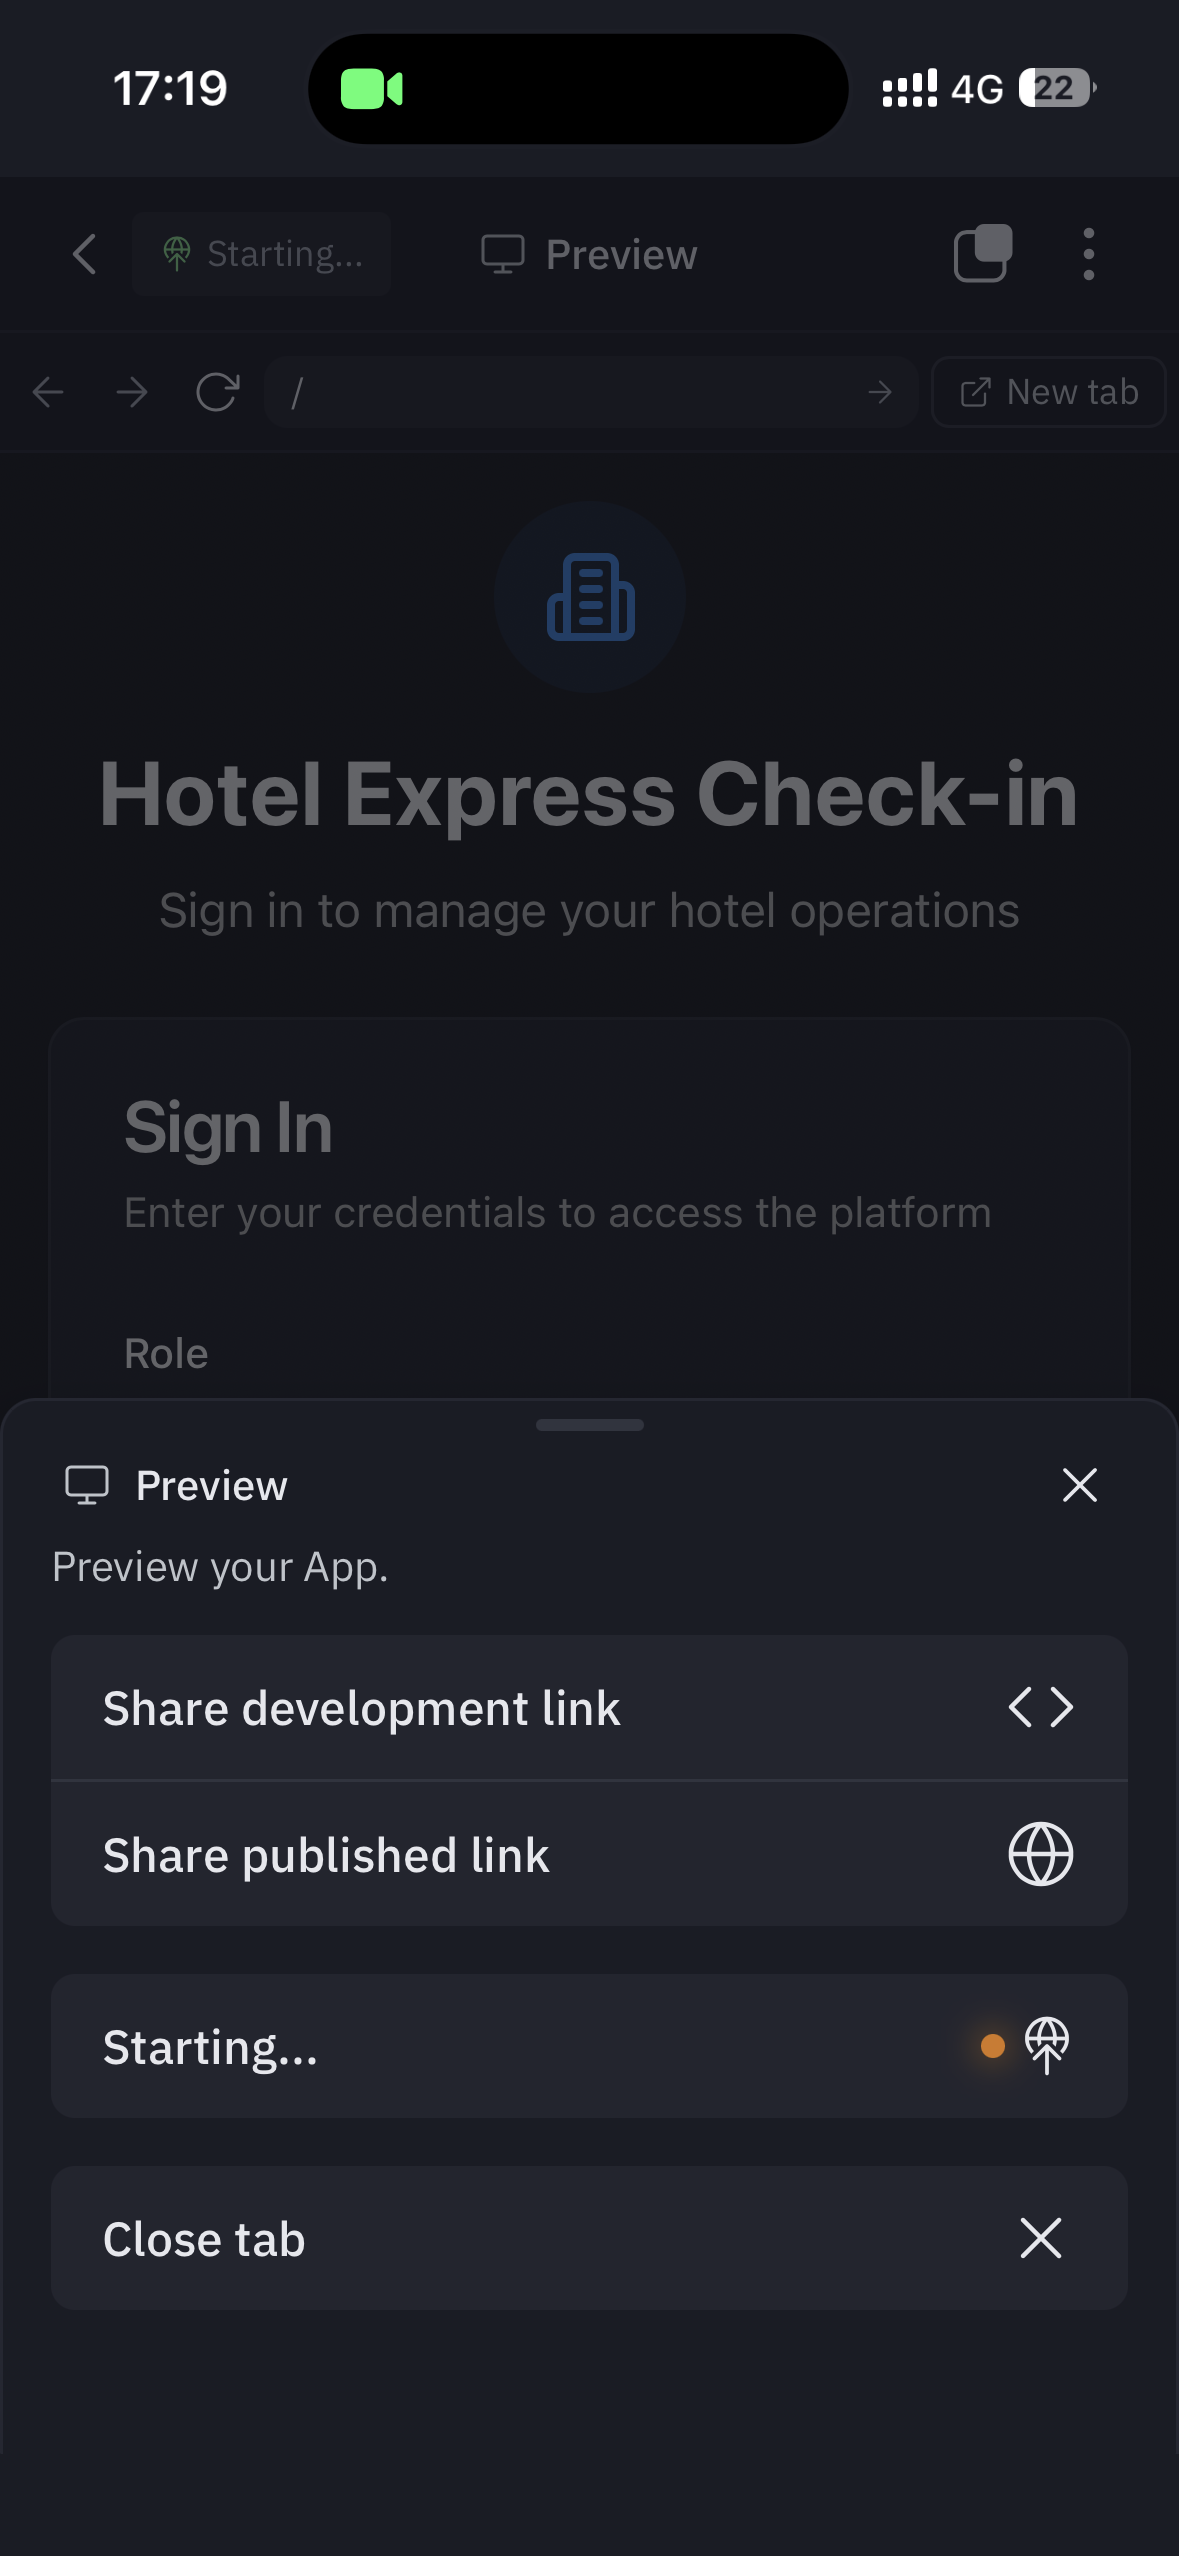 17:19
4G 22
Starting...
Preview
/
New tab
Hotel Express Check-in
Sign in to manage your hotel operations
Sign In
Enter your credentials to access the platform
Role
Preview
Preview your App.
Share development link
Share published link
Starting...
Close tab